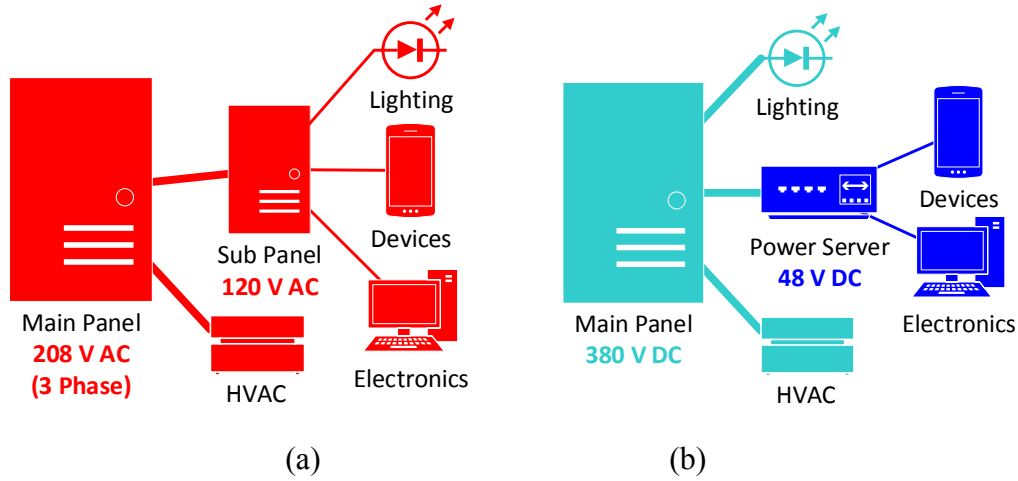 Lighting
Devices
Sub Panel
120 V AC
Main Panel
208 V AC
(3 Phase)
HVAC
Electronics
(a)
Lighting
Devices
Power Server
48 V DC
Main Panel
380 V DC
Electronics
HVAC
(b)